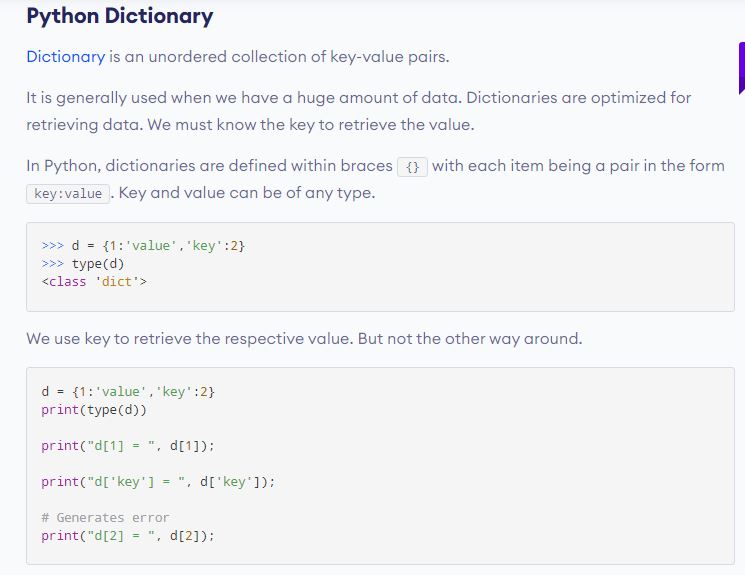 Python Dictionary
Dictionary is an unordered collection of key-value pairs.
It is generally used when we have a huge amount of data. Dictionaries are optimized for
retrieving data. We must know the key to retrieve the value.
In Python, dictionaries are defined within braces {} with each item being a pair in the form
key:value . Key and value can be of any type.
>>> d = {1:'value','key':2}
>>> type(d)
<class 'dict'>
We use key to retrieve the respective value. But not the other way around.
d = {1:'value','key':2}
print(type(d))
print("d[1] = ", d[1]);
print("d['key'] = ", d['key']);
# Generates error
print("d[2] = ", d[2]);